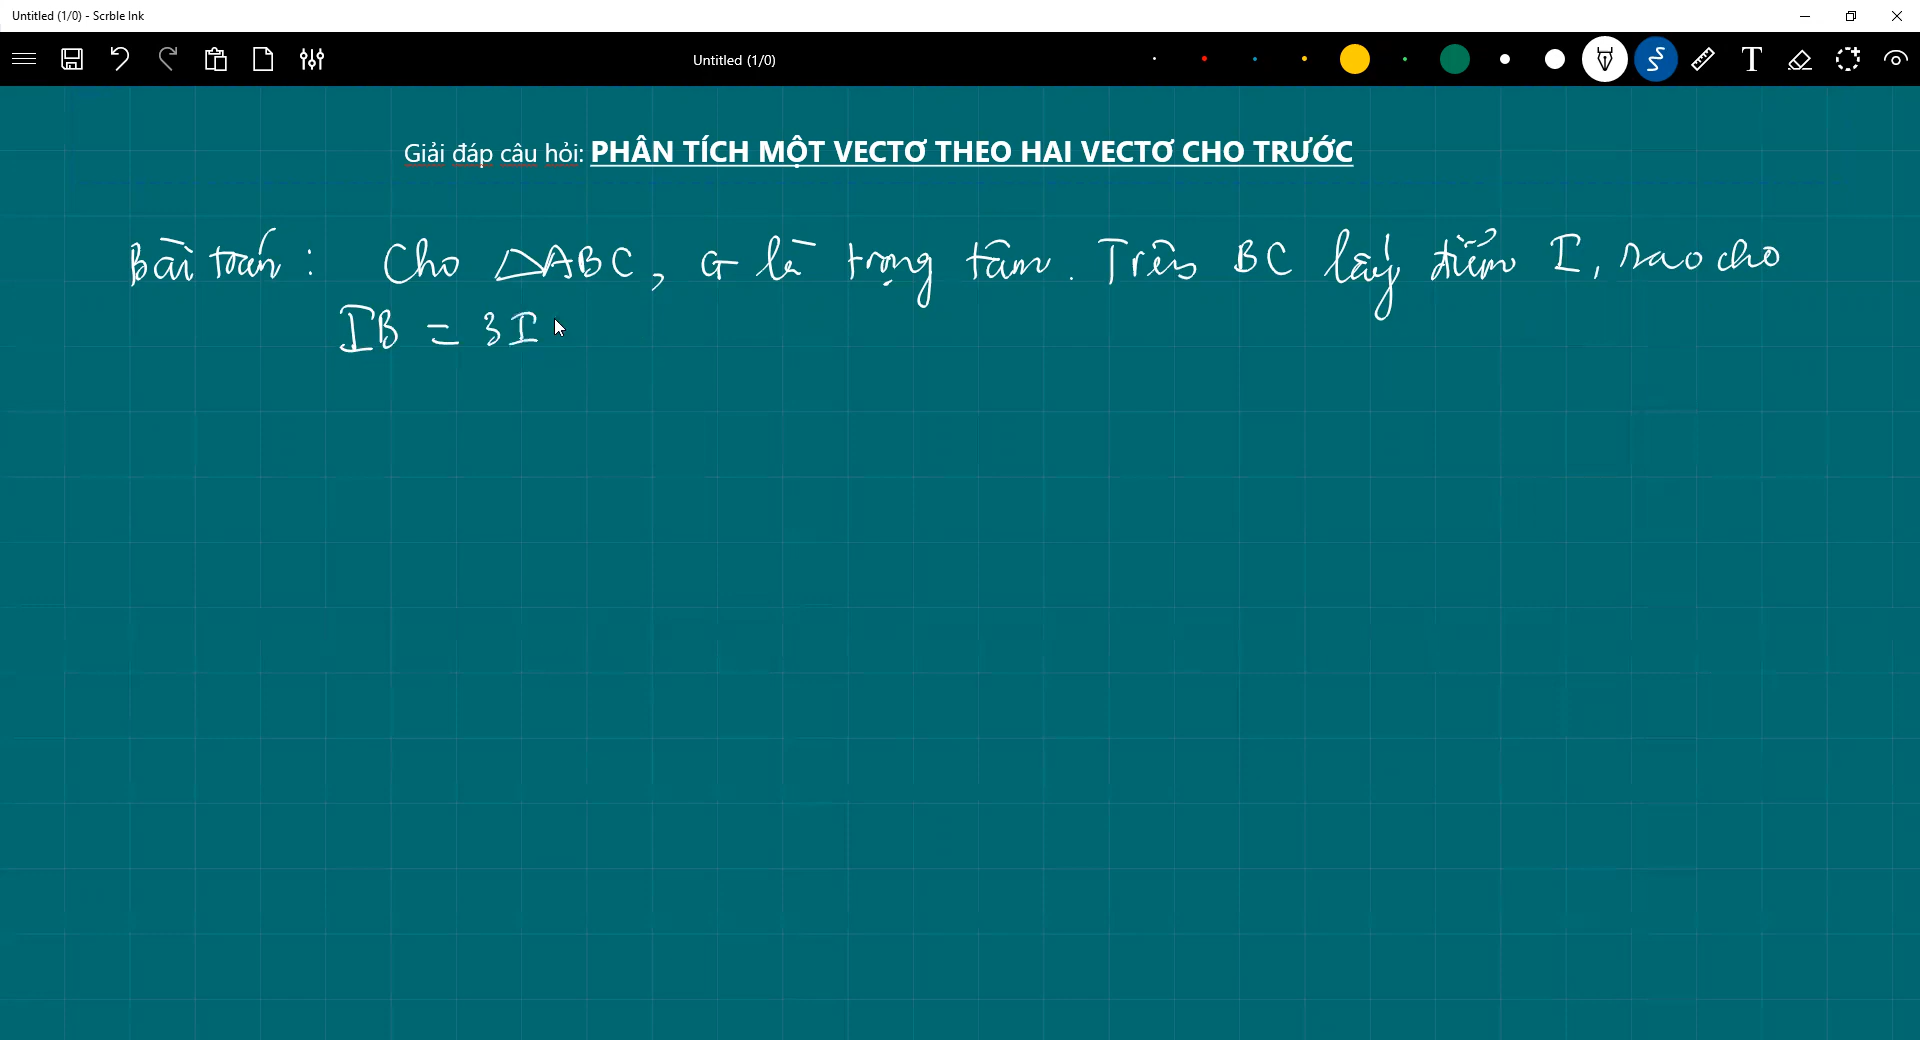 Untitled (1/0) - Scrble Ink
Untitled (1/0)
T
Giải đáp câu hỏi: PHÂN TÍCH MỘT VECTƠ THEO HAI VECTƠ CHO TRƯỚC
Bài toán : Cho △ABC, G là trọng tâm. Trên BC lấy điểm I, sao cho
IB = 3I